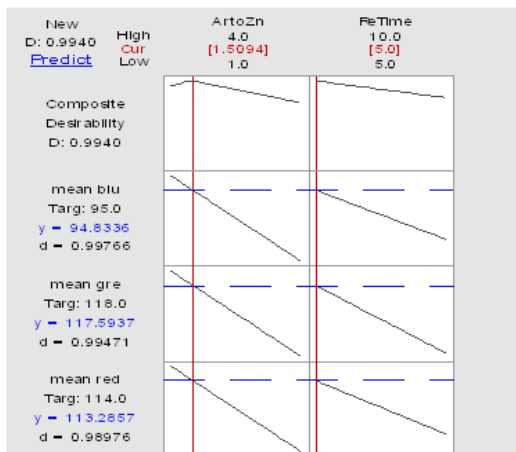 New ArtoZn ReTime
D: 0.9940 High 4.0 10.0
Cur [1.5094] [5.0]
Predict Low 1.0 5.0
Composite
Desirability
D: 0.9940
mean blu
Targ: 95.0
y = 94.8336
d = 0.99766
mean gre
Targ: 118.0
y = 117.5937
d = 0.99471
mean red
Targ: 114.0
y = 113.2857
d = 0.98976